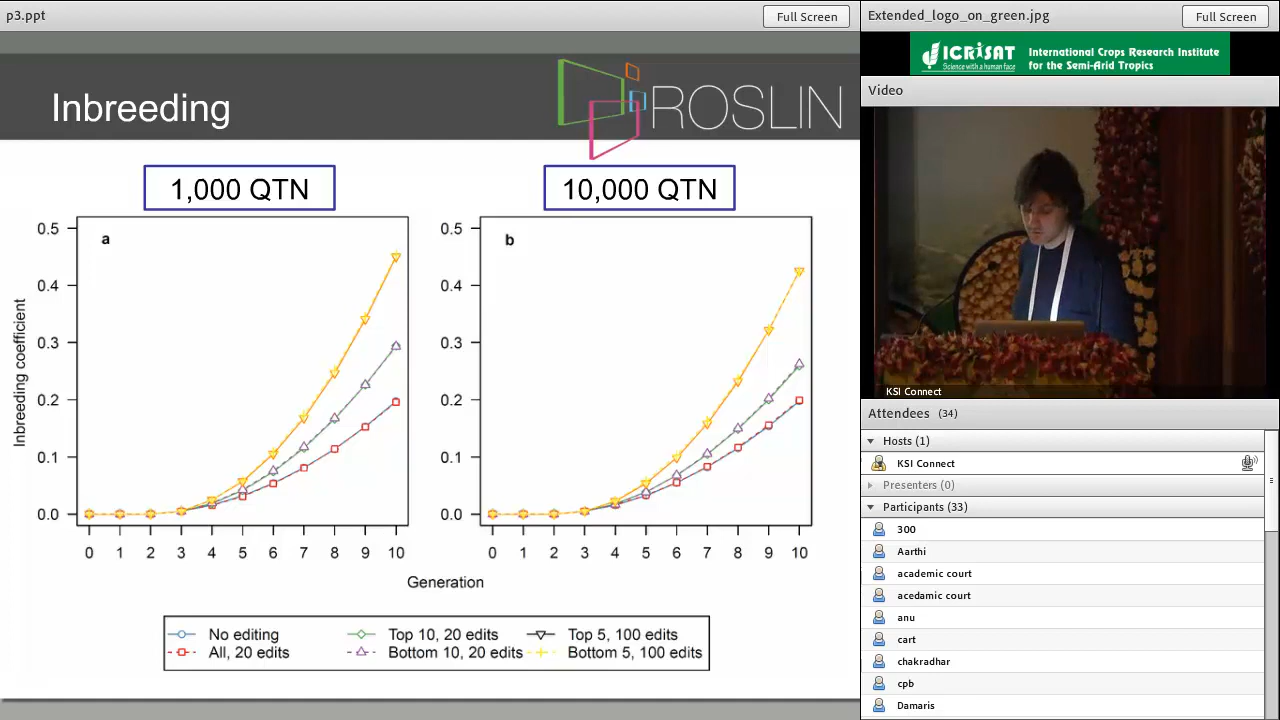 p3.ppt
Full Screen
Extended_logo_on_green.jpg
Full Screen
ICRISAT
Science with a human face
International Crops Research Institute
for the Semi-Arid Tropics
Inbreeding
ROSLIN
Video
1,000 QTN
10,000 QTN
a
b
0.5
0.4
0.3
0.2
0.1
0.0
0.5
0.4
0.3
0.2
0.1
0.0
Inbreeding coefficient
0 1 2 3 4 5 6 7 8 9 10
0 1 2 3 4 5 6 7 8 9 10
Generation
No editing
Top 10, 20 edits
Top 5, 100 edits
All, 20 edits
Bottom 10, 20 edits
Bottom 5, 100 edits
KSI Connect
Attendees (34)
Hosts (1)
KSI Connect
Presenters (0)
Participants (33)
300
Aarthi
academic court
acedamic court
anu
cart
chakradhar
cpb
Damaris